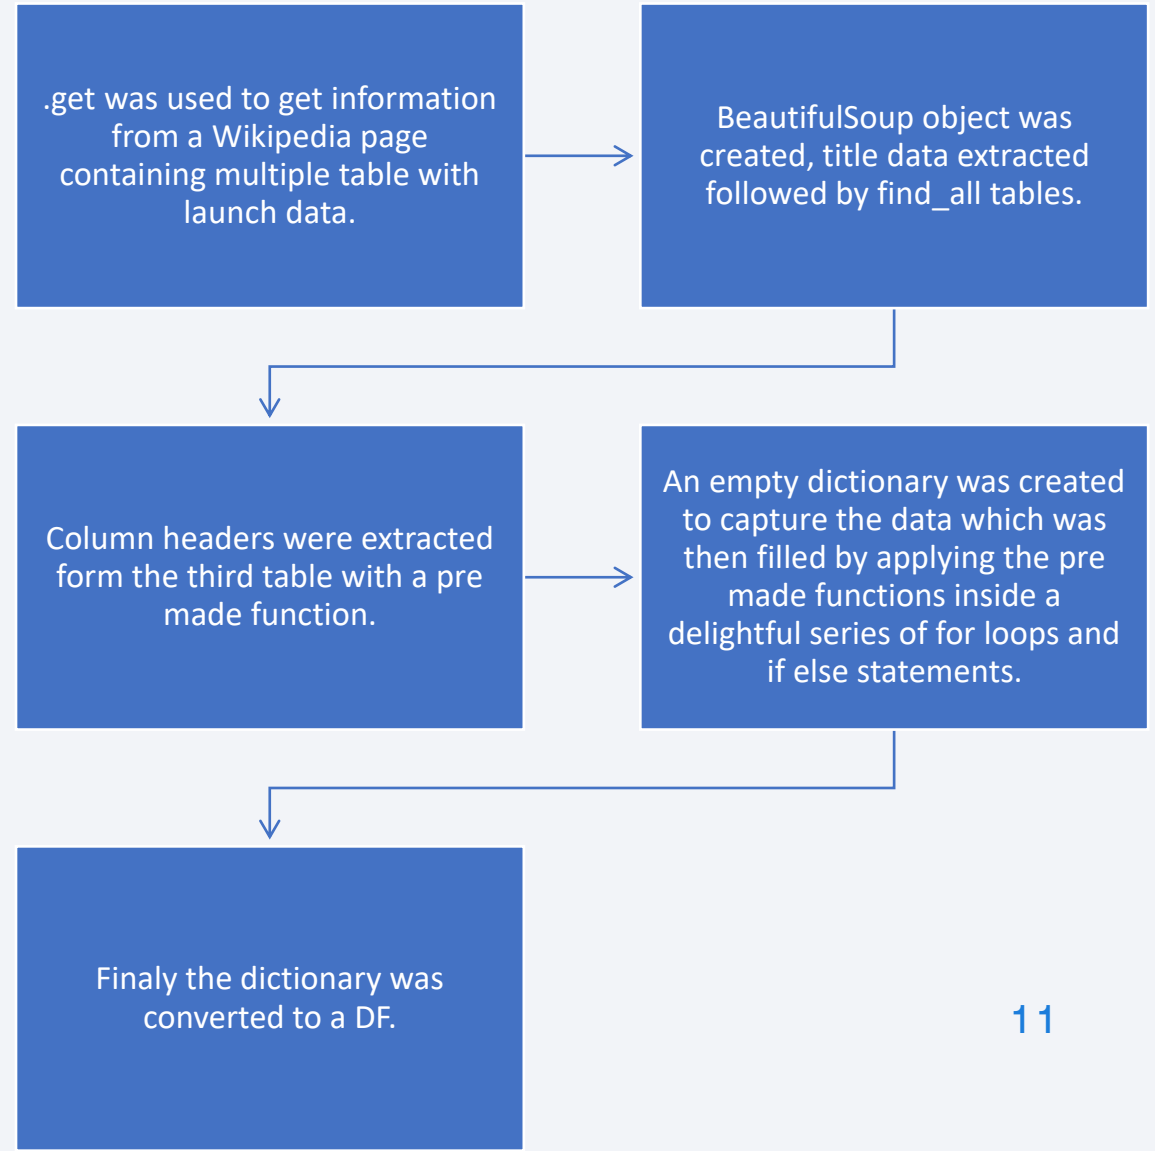 .get was used to get information
from a Wikipedia page
containing multiple table with
launch data.
BeautifulSoup object was
created, title data extracted
followed by find_all tables.
Column headers were extracted
form the third table with a pre
made function.
An empty dictionary was created
to capture the data which was
then filled by applying the pre
made functions inside a
delightful series of for loops and
if else statements.
Finaly the dictionary was
converted to a DF.
11